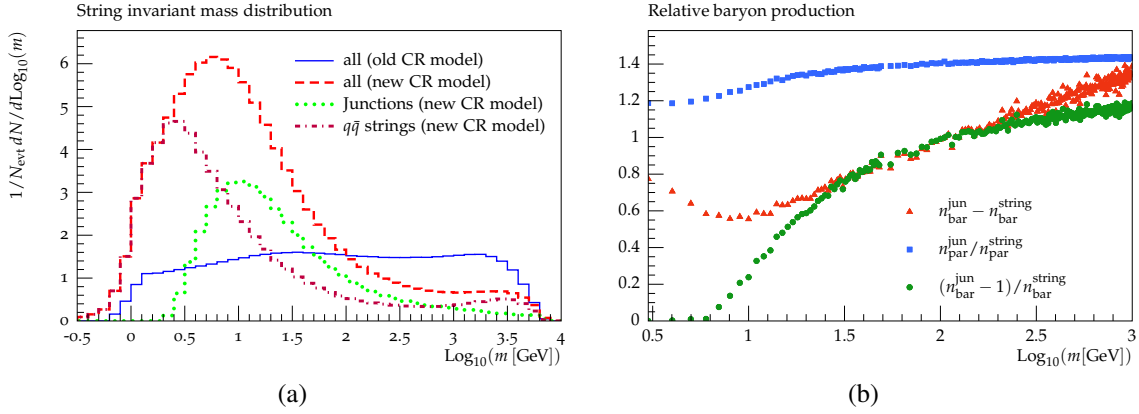 String invariant mass distribution
1/N_evt dN/dLog_10(m)
6
5
4
3
2
1
0
-0.5 0 0.5 1 1.5 2 2.5 3 3.5 4
Log_10(m [GeV])
all (old CR model)
all (new CR model)
Junctions (new CR model)
qq̄ strings (new CR model)
(a)
Relative baryon production
1.4
1.2
1
0.8
0.6
0.4
0.2
0
0.5 1 1.5 2 2.5 3
Log_10(m [GeV])
n_bar^jun − n_bar^string
n_par^jun/n_par^string
(n_bar^jun − 1)/n_bar^string
(b)